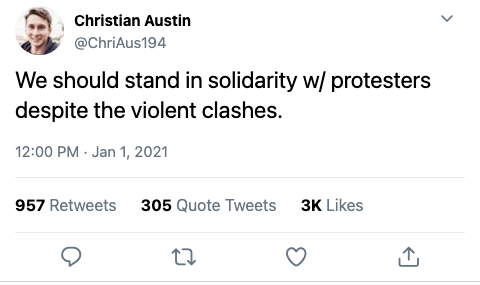 Christian Austin
@ChriAus194
We should stand in solidarity w/ protesters
despite the violent clashes.
12:00 PM · Jan 1, 2021
957 Retweets 305 Quote Tweets 3K Likes